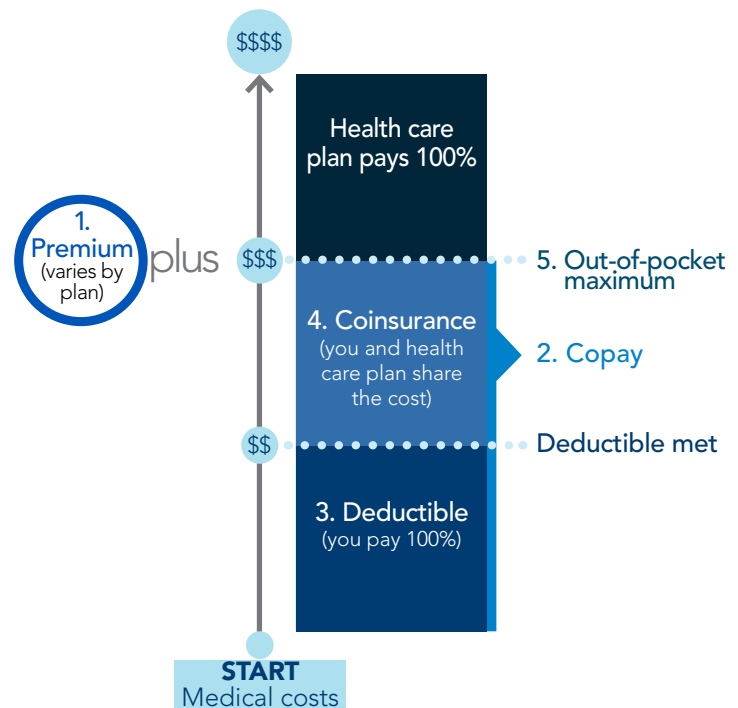 $$$$
Health care
plan pays 100%
1.
Premium
(varies by
plan)
plus
$$$
5. Out-of-pocket
maximum
4. Coinsurance
(you and health
care plan share
the cost)
2. Copay
$$
Deductible met
3. Deductible
(you pay 100%)
START
Medical costs